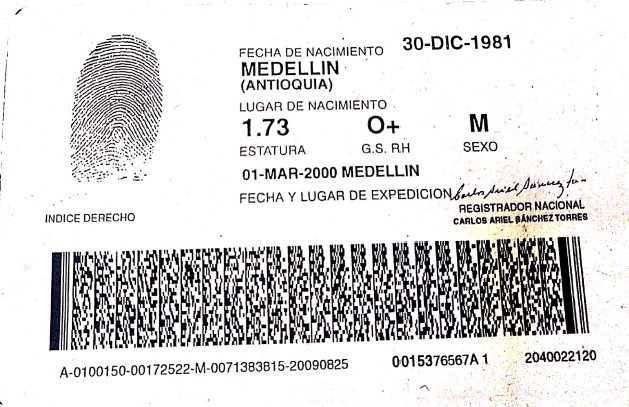 FECHA DE NACIMIENTO 30-DIC-1981
MEDELLIN
(ANTIOQUIA)
LUGAR DE NACIMIENTO
1.73 O+ M
ESTATURA G.S. RH SEXO
01-MAR-2000 MEDELLIN
FECHA Y LUGAR DE EXPEDICION
REGISTRADOR NACIONAL
CARLOS ARIEL SÁNCHEZ TORRES
INDICE DERECHO
A-0100150-00172522-M-0071383815-20090825 0015376567A 1 2040022120